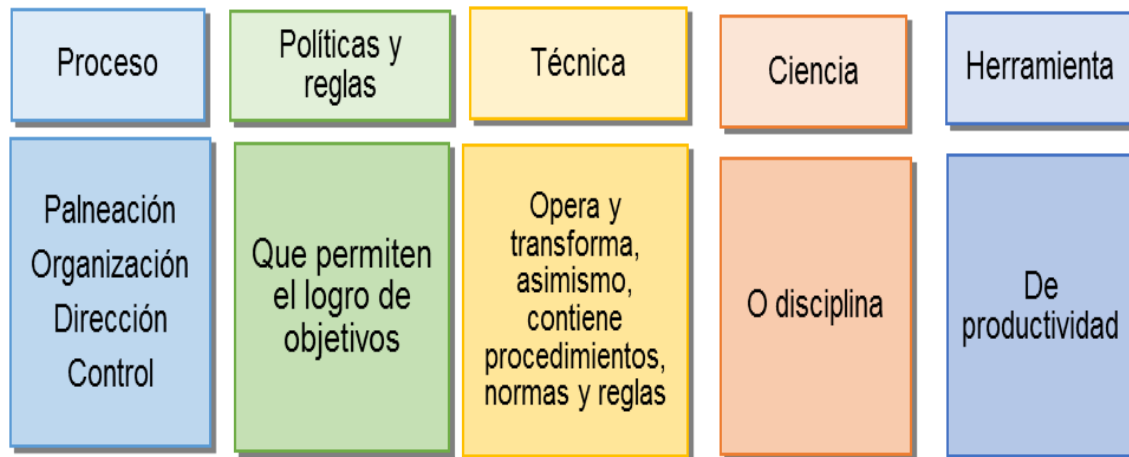 Proceso
Palneación
Organización
Dirección
Control
Políticas y
reglas
Que permiten
el logro de
objetivos
Técnica
Opera y
transforma,
asimismo,
contiene
procedimientos,
normas y reglas
Ciencia
O disciplina
Herramienta
De
productividad